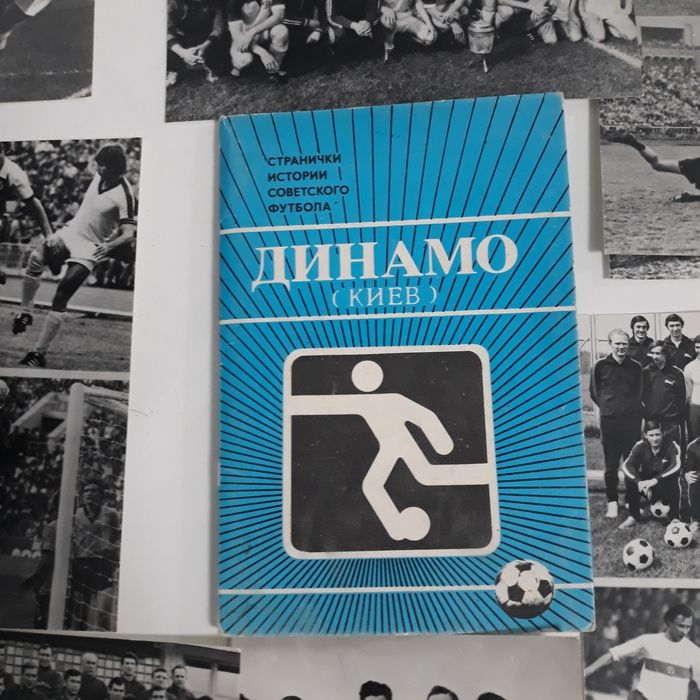 СТРАНИЧКИ
ИСТОРИИ
СОВЕТСКОГО
ФУТБОЛА
ДИНАМО
(КИЕВ)